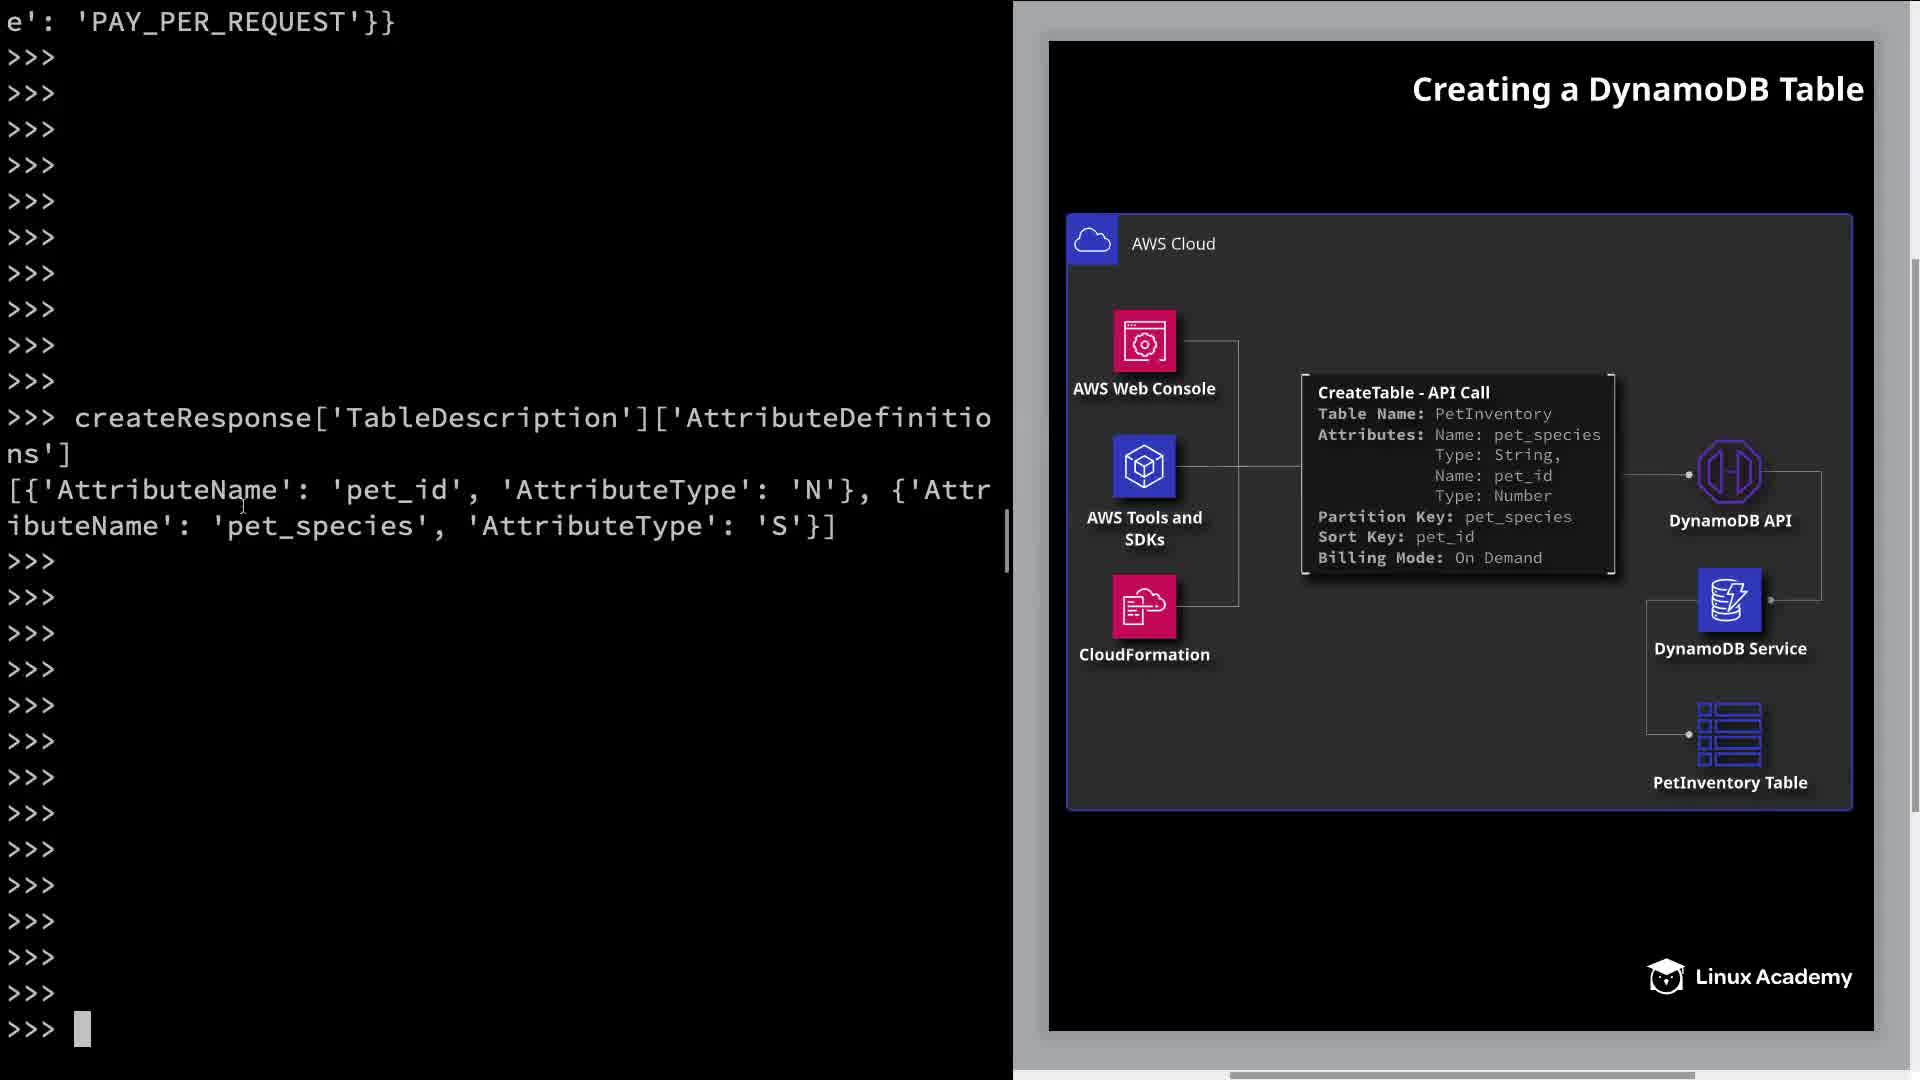 e': 'PAY_PER_REQUEST'}}
>>>
>>>
>>>
>>>
>>>
>>>
>>>
>>>
>>>
>>>
>>> createResponse['TableDescription']['AttributeDefinitio
ns']
[{'AttributeName': 'pet_id', 'AttributeType': 'N'}, {'Attr
ibuteName': 'pet_species', 'AttributeType': 'S'}]
>>>
>>>
>>>
>>>
>>>
>>>
>>>
>>>
>>>
>>>
>>>
>>>
>>>
>>>
Creating a DynamoDB Table
AWS Cloud
AWS Web Console
AWS Tools and
SDKs
CloudFormation
CreateTable - API Call
Table Name: PetInventory
Attributes: Name: pet_species
Type: String,
Name: pet_id
Type: Number
Partition Key: pet_species
Sort Key: pet_id
Billing Mode: On Demand
DynamoDB API
DynamoDB Service
PetInventory Table
Linux Academy